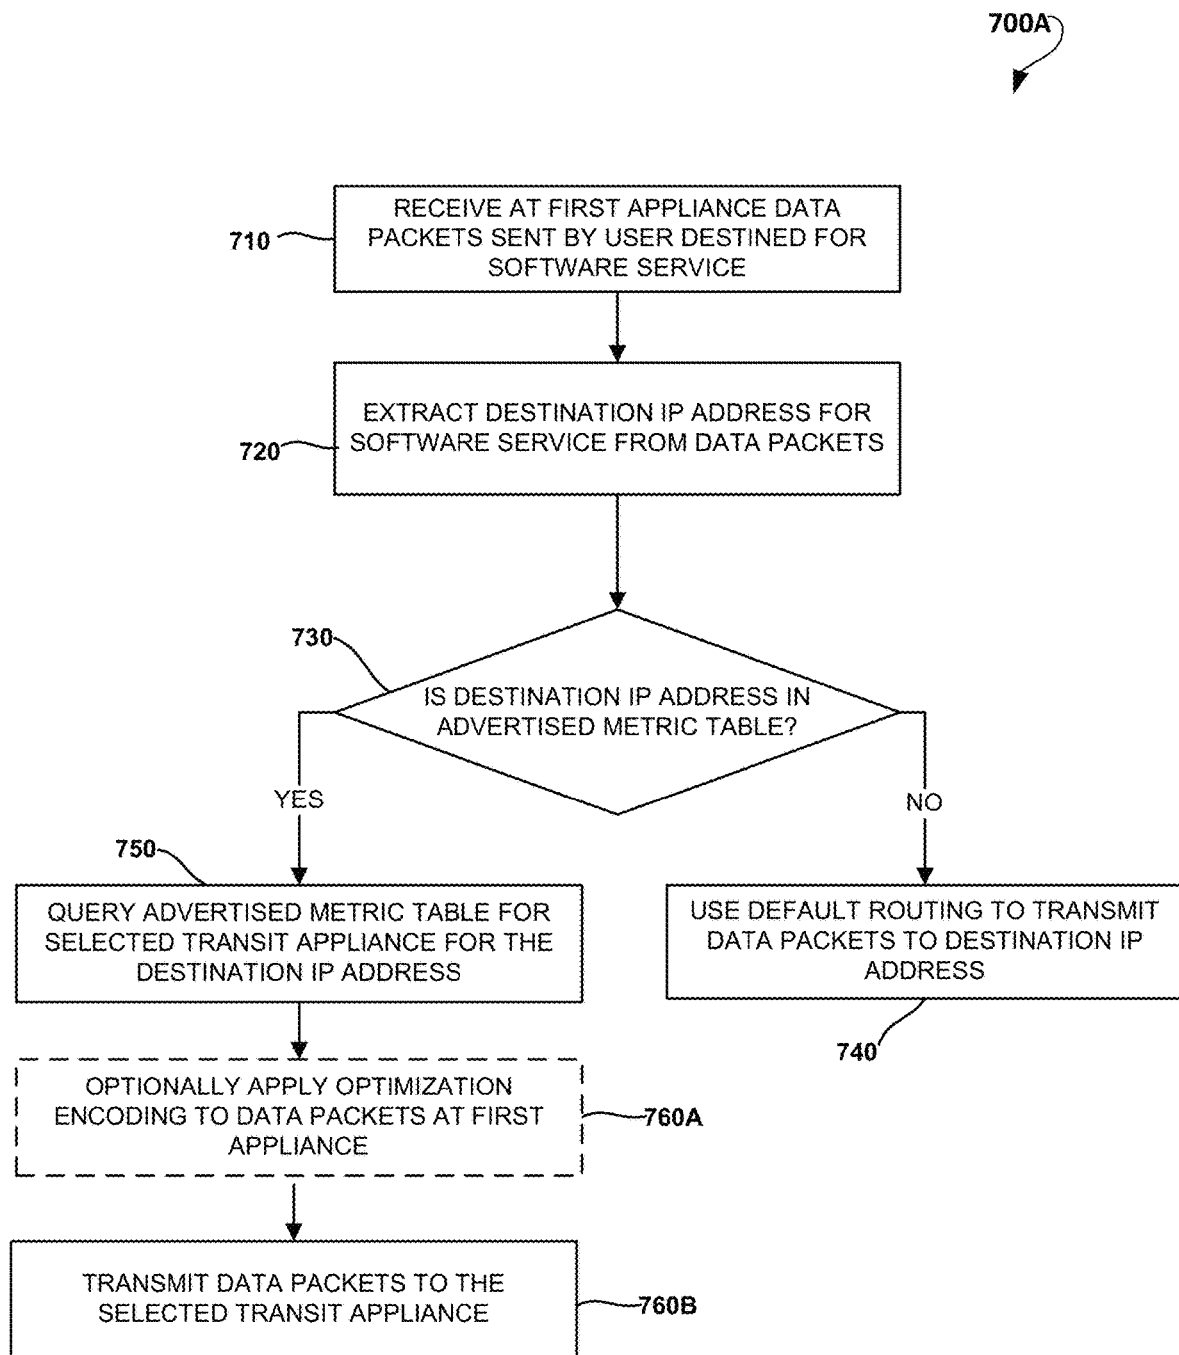 700A
RECEIVE AT FIRST APPLIANCE DATA
PACKETS SENT BY USER DESTINED FOR
SOFTWARE SERVICE
710
EXTRACT DESTINATION IP ADDRESS FOR
SOFTWARE SERVICE FROM DATA PACKETS
720
730
IS DESTINATION IP ADDRESS IN
ADVERTISED METRIC TABLE?
YES
NO
750
QUERY ADVERTISED METRIC TABLE FOR
SELECTED TRANSIT APPLIANCE FOR THE
DESTINATION IP ADDRESS
USE DEFAULT ROUTING TO TRANSMIT
DATA PACKETS TO DESTINATION IP
ADDRESS
740
OPTIONALLY APPLY OPTIMIZATION
ENCODING TO DATA PACKETS AT FIRST
APPLIANCE
760A
TRANSMIT DATA PACKETS TO THE
SELECTED TRANSIT APPLIANCE
760B